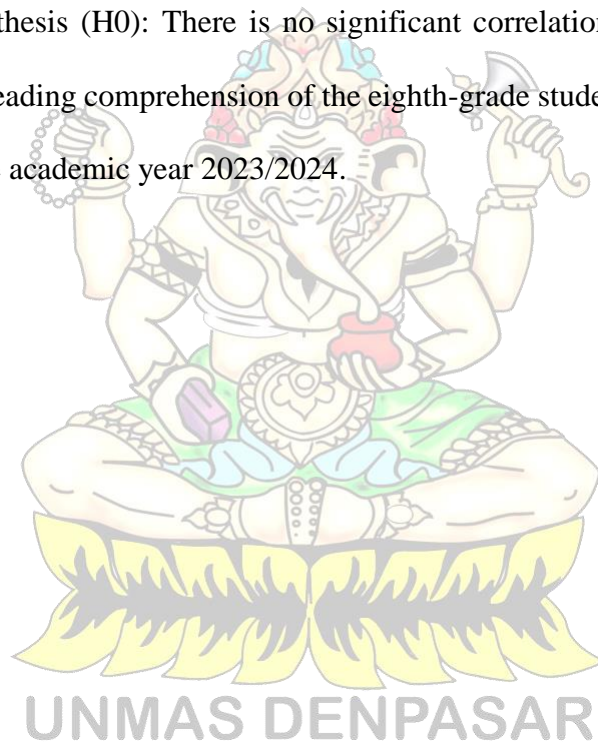 thesis (H0): There is no significant correlation
eading comprehension of the eighth-grade stude
academic year 2023/2024.
UNMAS DENPASAR